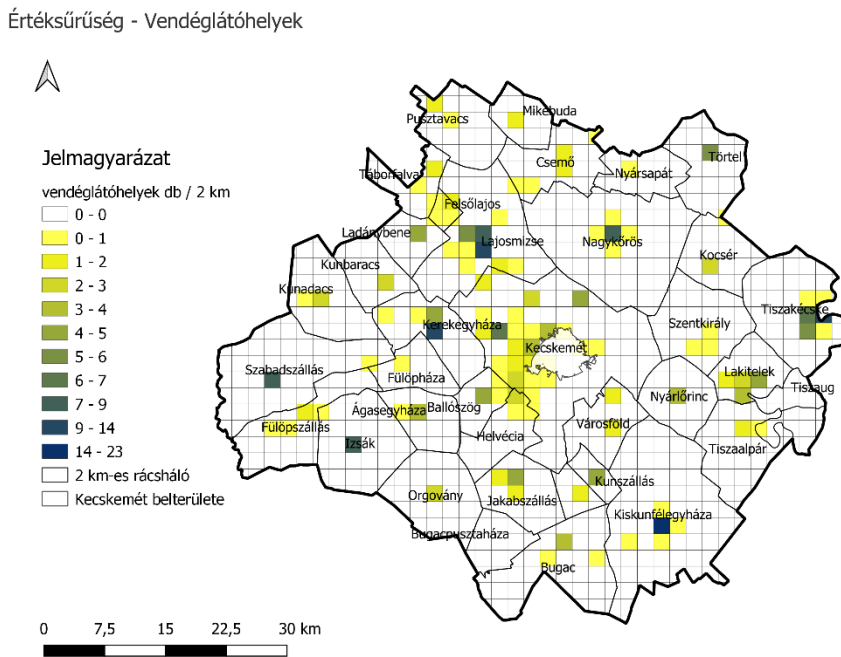 Értéksűrűség - Vendéglátóhelyek
Jelmagyarázat
vendéglátóhelyek db / 2 km
0 - 0
0 - 1
1 - 2
2 - 3
3 - 4
4 - 5
5 - 6
6 - 7
7 - 9
9 - 14
14 - 23
2 km-es rácsháló
Kecskemét belterülete
Pusztavacs
Mikebuda
Táborfalva
Csemő
Nyársapát
Törtel
Felsőlajos
Ladánybene
Lajosmizse
Nagykőrös
Kocsér
Kunbaracs
Kunadacs
Kerekegyháza
Tiszakécske
Szentkirály
Kecskemét
Szabadszállás
Fülöpháza
Lakitelek
Tiszaug
Nyárlőrinc
Ágasegyháza
Ballószög
Fülöpszállás
Izsák
Helvécia
Városföld
Tiszaalpár
Orgovány
Jakabszállás
Kunszállás
Kiskunfélegyháza
Bugacpusztaháza
Bugac
0 7,5 15 22,5 30 km